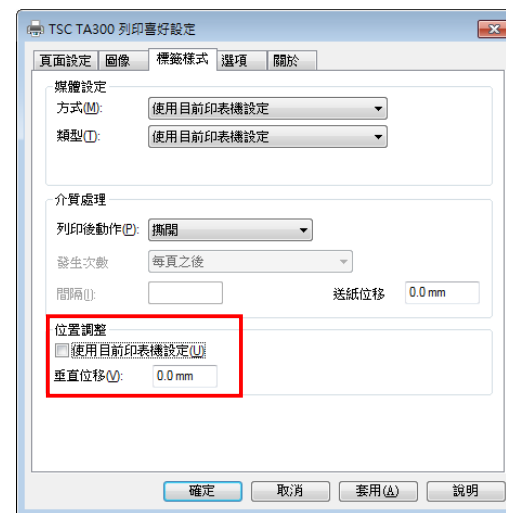 TSC TA300 列印喜好設定
頁面設定 圖像 標籤樣式 選項 關於
媒體設定
方式(M): 使用目前印表機設定
類型(T): 使用目前印表機設定
介質處理
列印後動作(P): 撕開
發生次數 每頁之後
間隔(I): 送紙位移 0.0 mm
位置調整
使用目前印表機設定(U)
垂直位移(V): 0.0 mm
確定 取消 套用(A) 說明